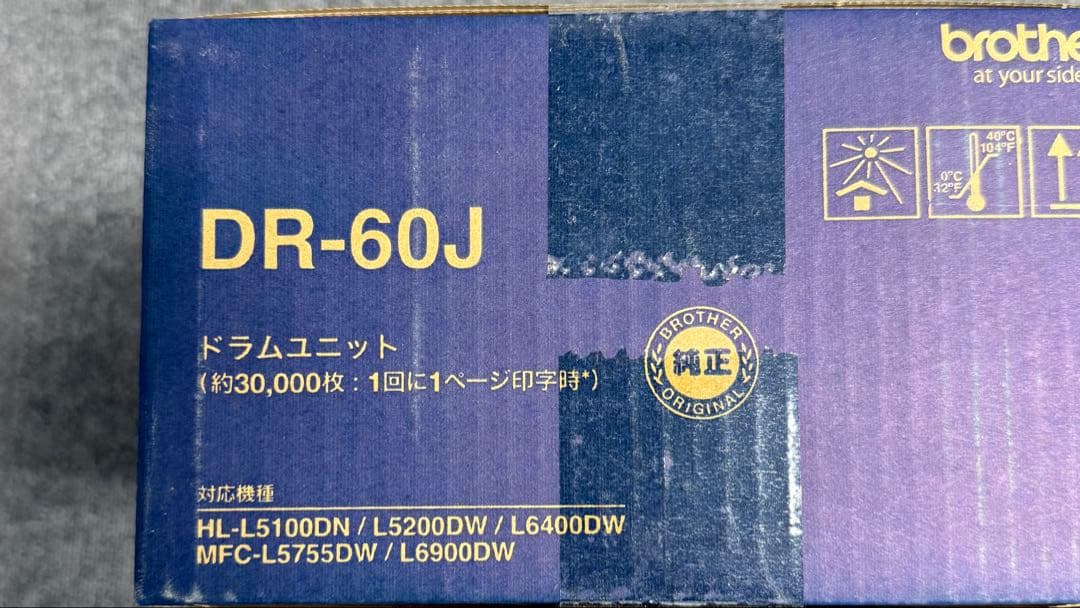 brothe
at your side
40°C
104°F
0°C
32°F
DR-60J
BROTHER
純正
ORIGINAL
ドラムユニット
(約30,000枚：1回に1ページ印字時*)
対応機種
HL-L5100DN / L5200DW / L6400DW
MFC-L5755DW / L6900DW